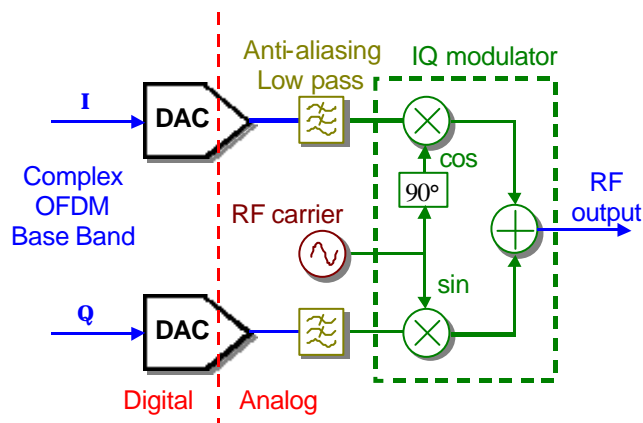 Anti-aliasing
Low pass
IQ modulator
I
DAC
cos
Complex
OFDM
Base Band
90°
RF carrier
RF
output
sin
Q
DAC
Digital
Analog